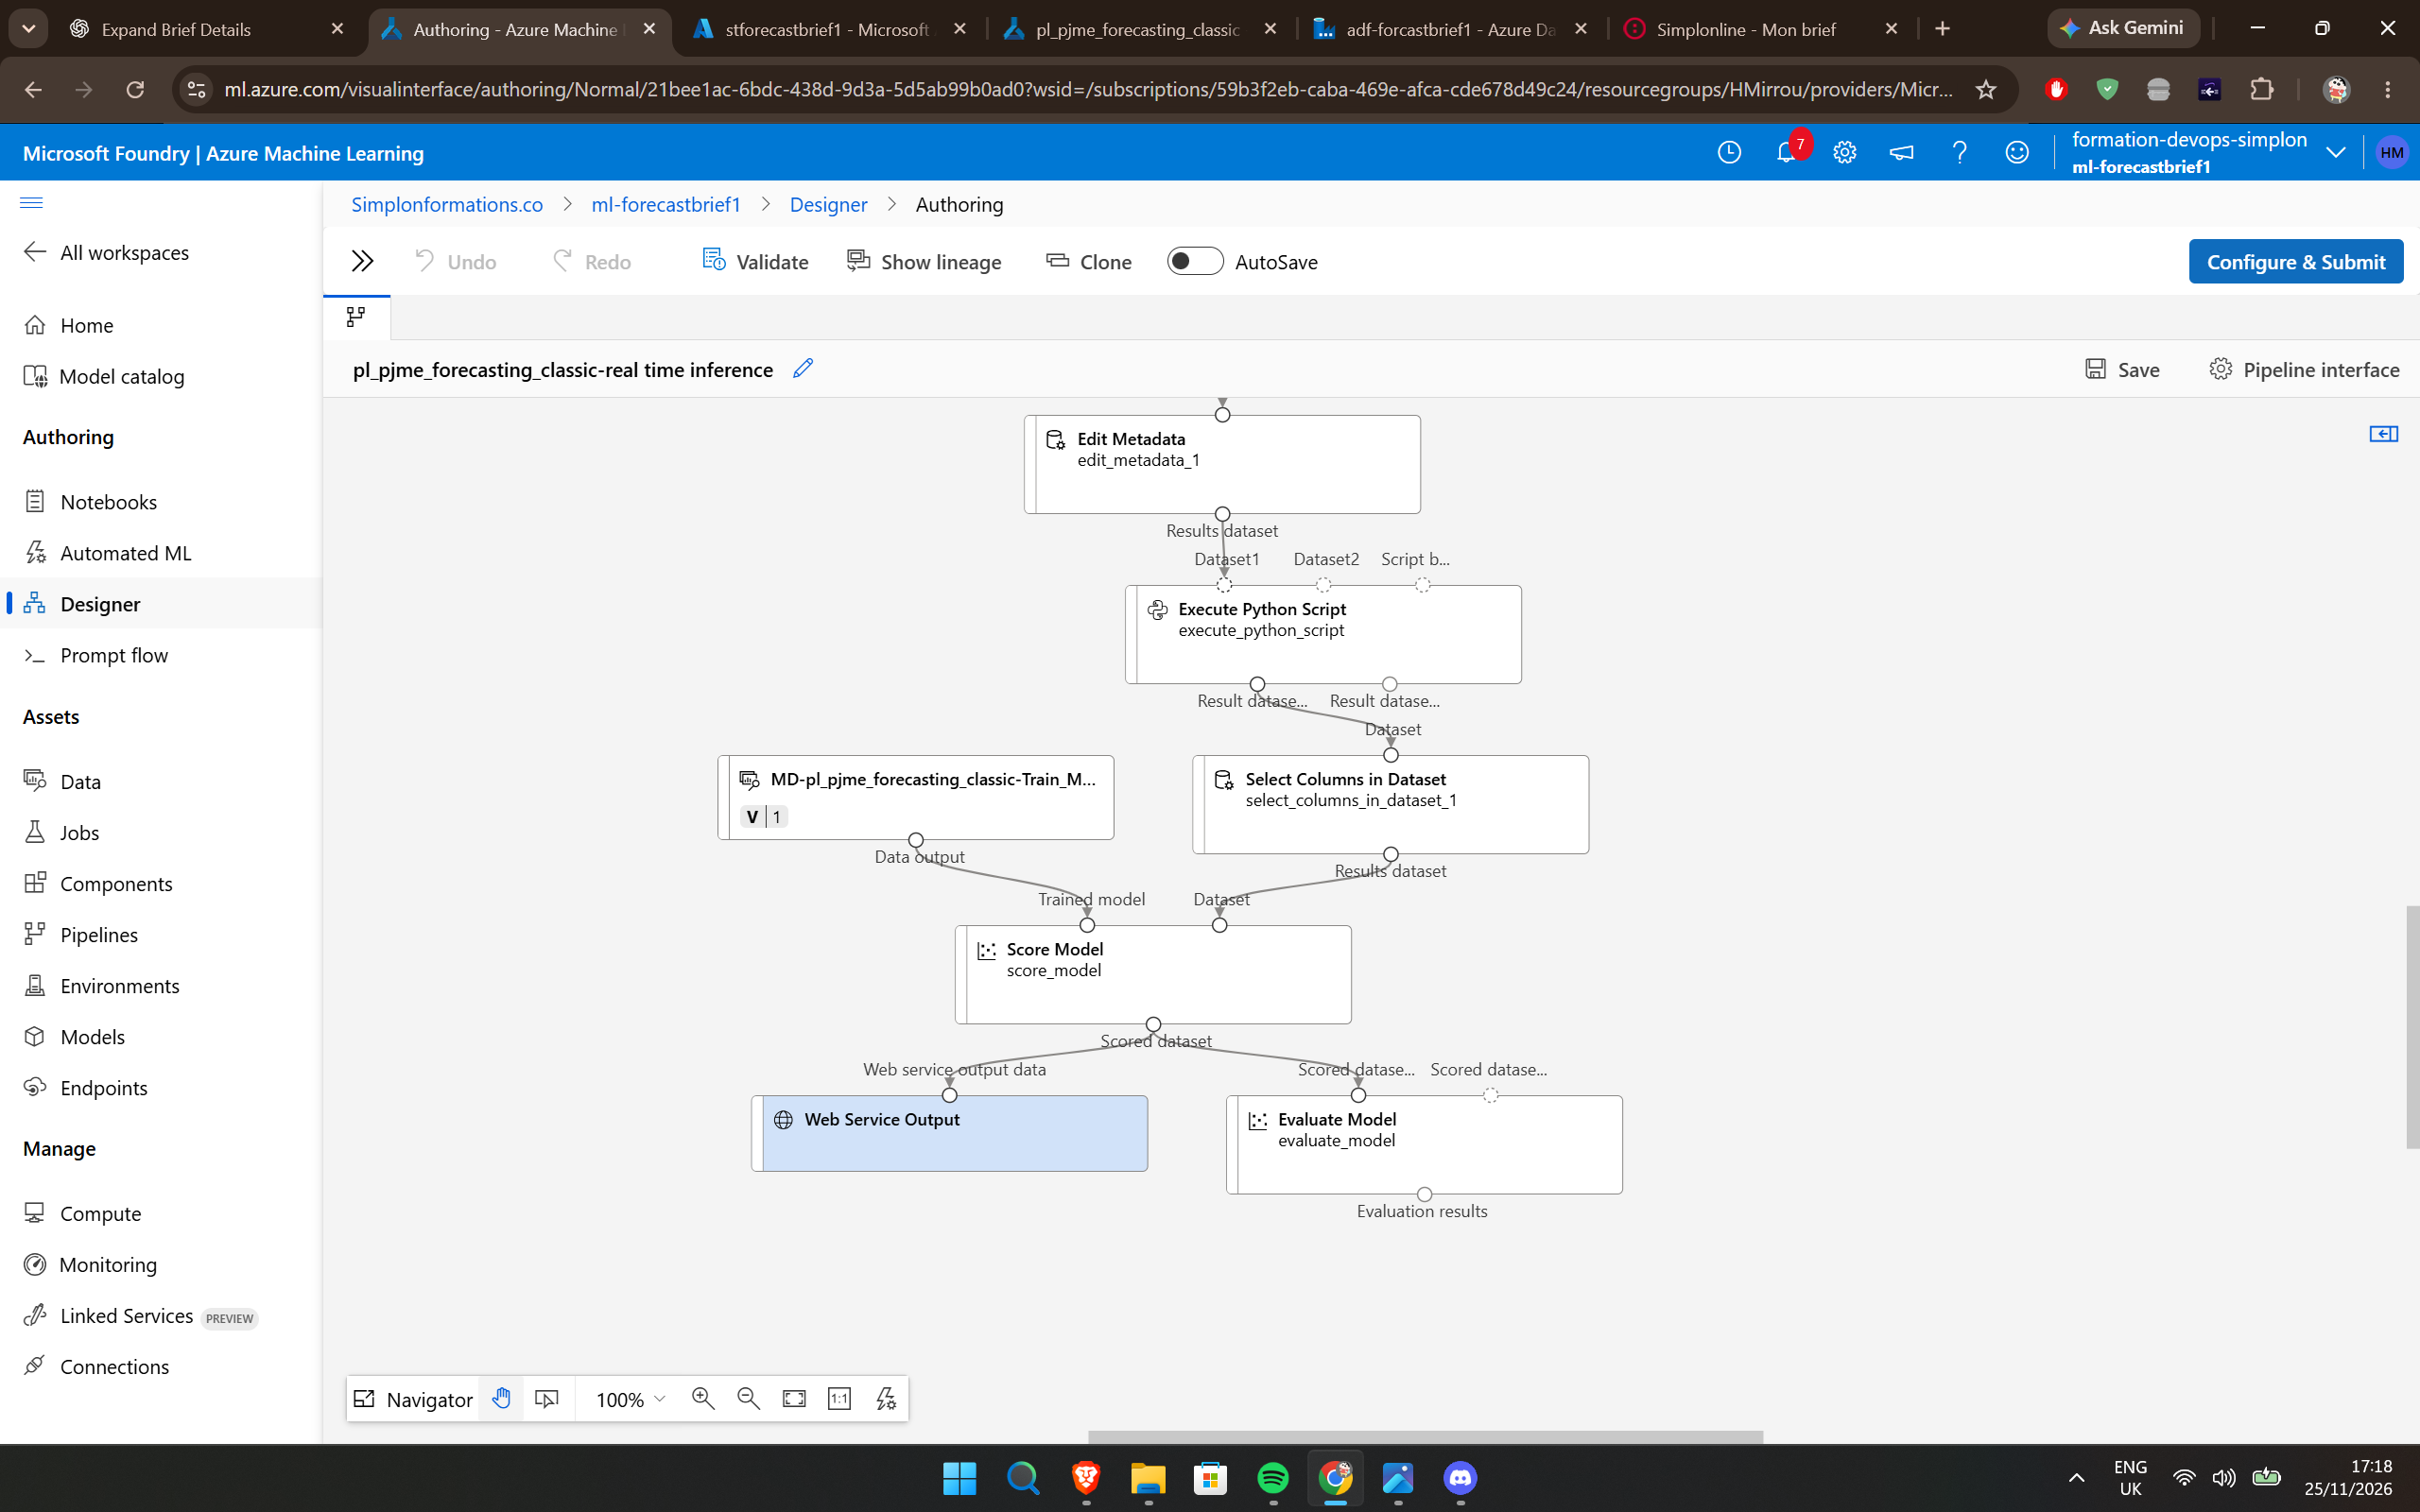 Expand Brief Details
Authoring - Azure Machine
stforecastbrief1 - Microsoft
pl_pjme_forecasting_classic
adf-forcastbrief1 - Azure Da
Simplonline - Mon brief
Ask Gemini
ml.azure.com/visualinterface/authoring/Normal/21bee1ac-6bdc-438d-9d3a-5d5ab99b0ad0?wsid=/subscriptions/59b3f2eb-caba-469e-afca-cde678d49c24/resourcegroups/HMirrou/providers/Micr...
Microsoft Foundry | Azure Machine Learning
7
formation-devops-simplon
ml-forecastbrief1
HM
All workspaces
Home
Model catalog
Authoring
Notebooks
Automated ML
Designer
Prompt flow
Assets
Data
Jobs
Components
Pipelines
Environments
Models
Endpoints
Manage
Compute
Monitoring
Linked Services PREVIEW
Connections
Simplonformations.co > ml-forecastbrief1 > Designer > Authoring
Undo
Redo
Validate
Show lineage
Clone
AutoSave
Configure & Submit
pl_pjme_forecasting_classic-real time inference
Save
Pipeline interface
Edit Metadata
edit_metadata_1
Results dataset
Dataset1
Dataset2
Script b...
Execute Python Script
execute_python_script
Result datase...
Result datase...
Dataset
MD-pl_pjme_forecasting_classic-Train_M...
V 1
Data output
Select Columns in Dataset
select_columns_in_dataset_1
Results dataset
Trained model
Dataset
Score Model
score_model
Scored dataset
Web service output data
Scored datase...
Scored datase...
Web Service Output
Evaluate Model
evaluate_model
Evaluation results
Navigator
100%
1:1
ENG
UK
17:18
25/11/2026